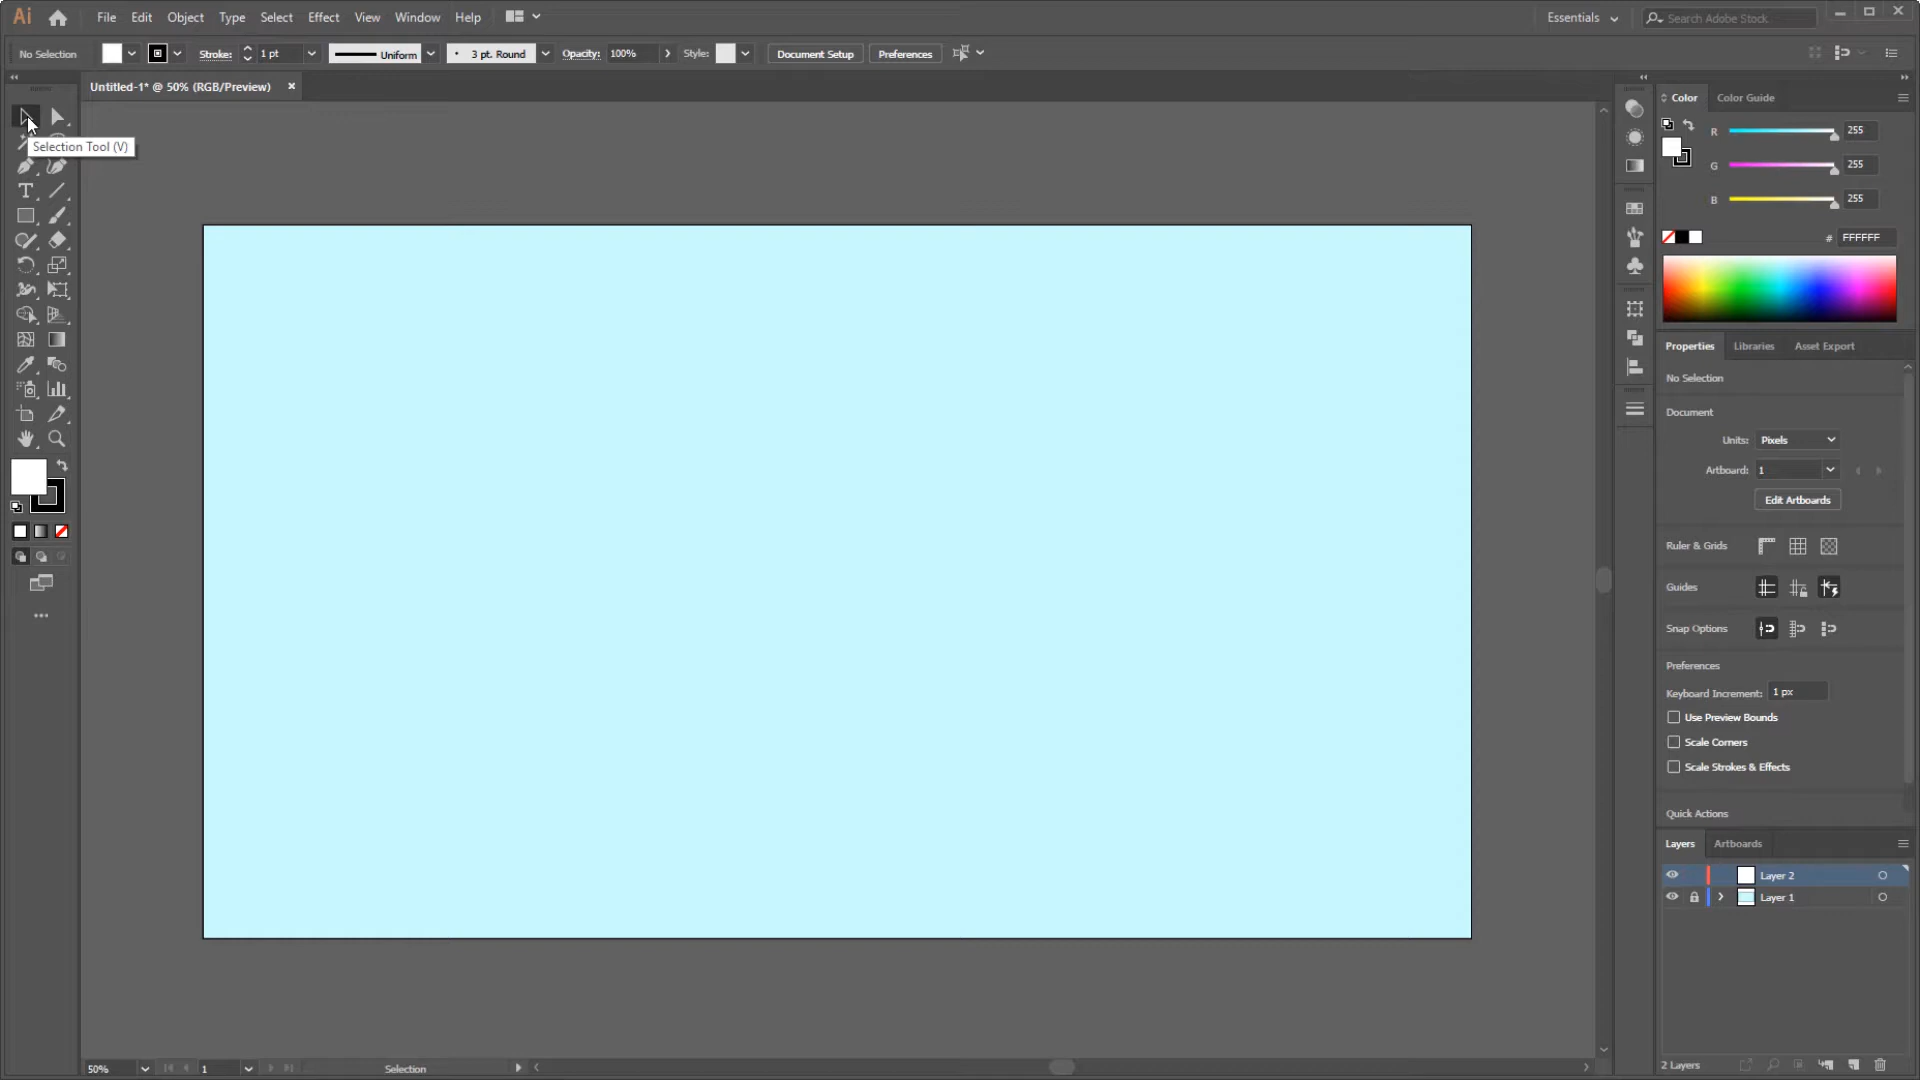 Ai File Edit Object Type Select Effect View Window Help Essentials Search Adobe Stock
No Selection Stroke: 1 pt Uniform 3 pt. Round Opacity: 100% Style: Document Setup Preferences
Untitled-1* @ 50% (RGB/Preview)
Selection Tool (V)
Color Color Guide
R 255
G 255
B 255
# FFFFFF
Properties Libraries Asset Export
No Selection
Document
Units: Pixels
Artboard: 1
Edit Artboards
Ruler & Grids
Guides
Snap Options
Preferences
Keyboard Increment: 1 px
Use Preview Bounds
Scale Corners
Scale Strokes & Effects
Quick Actions
Layers Artboards
Layer 2
Layer 1
2 Layers
50% 1 Selection